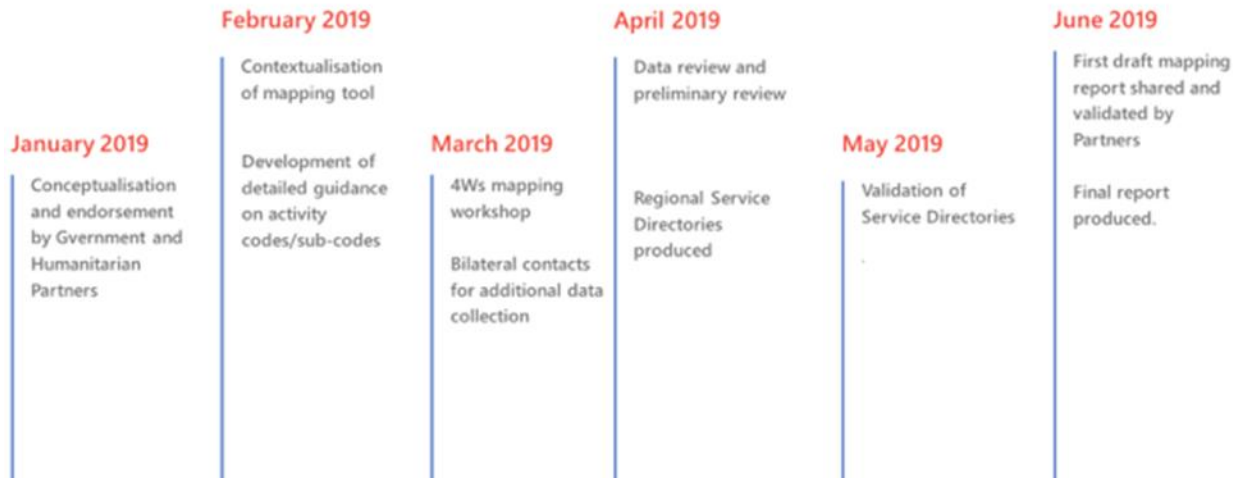 January 2019
Conceptualisation
and endorsement
by Gvernment and
Humanitarian
Partners
February 2019
Contextualisation
of mapping tool
Development of
detailed guidance
on activity
codes/sub-codes
March 2019
4Ws mapping
workshop
Bilateral contacts
for additional data
collection
April 2019
Data review and
preliminary review
Regional Service
Directories
produced
May 2019
Validation of
Service Directories
.
June 2019
First draft mapping
report shared and
validated by
Partners
Final report
produced.